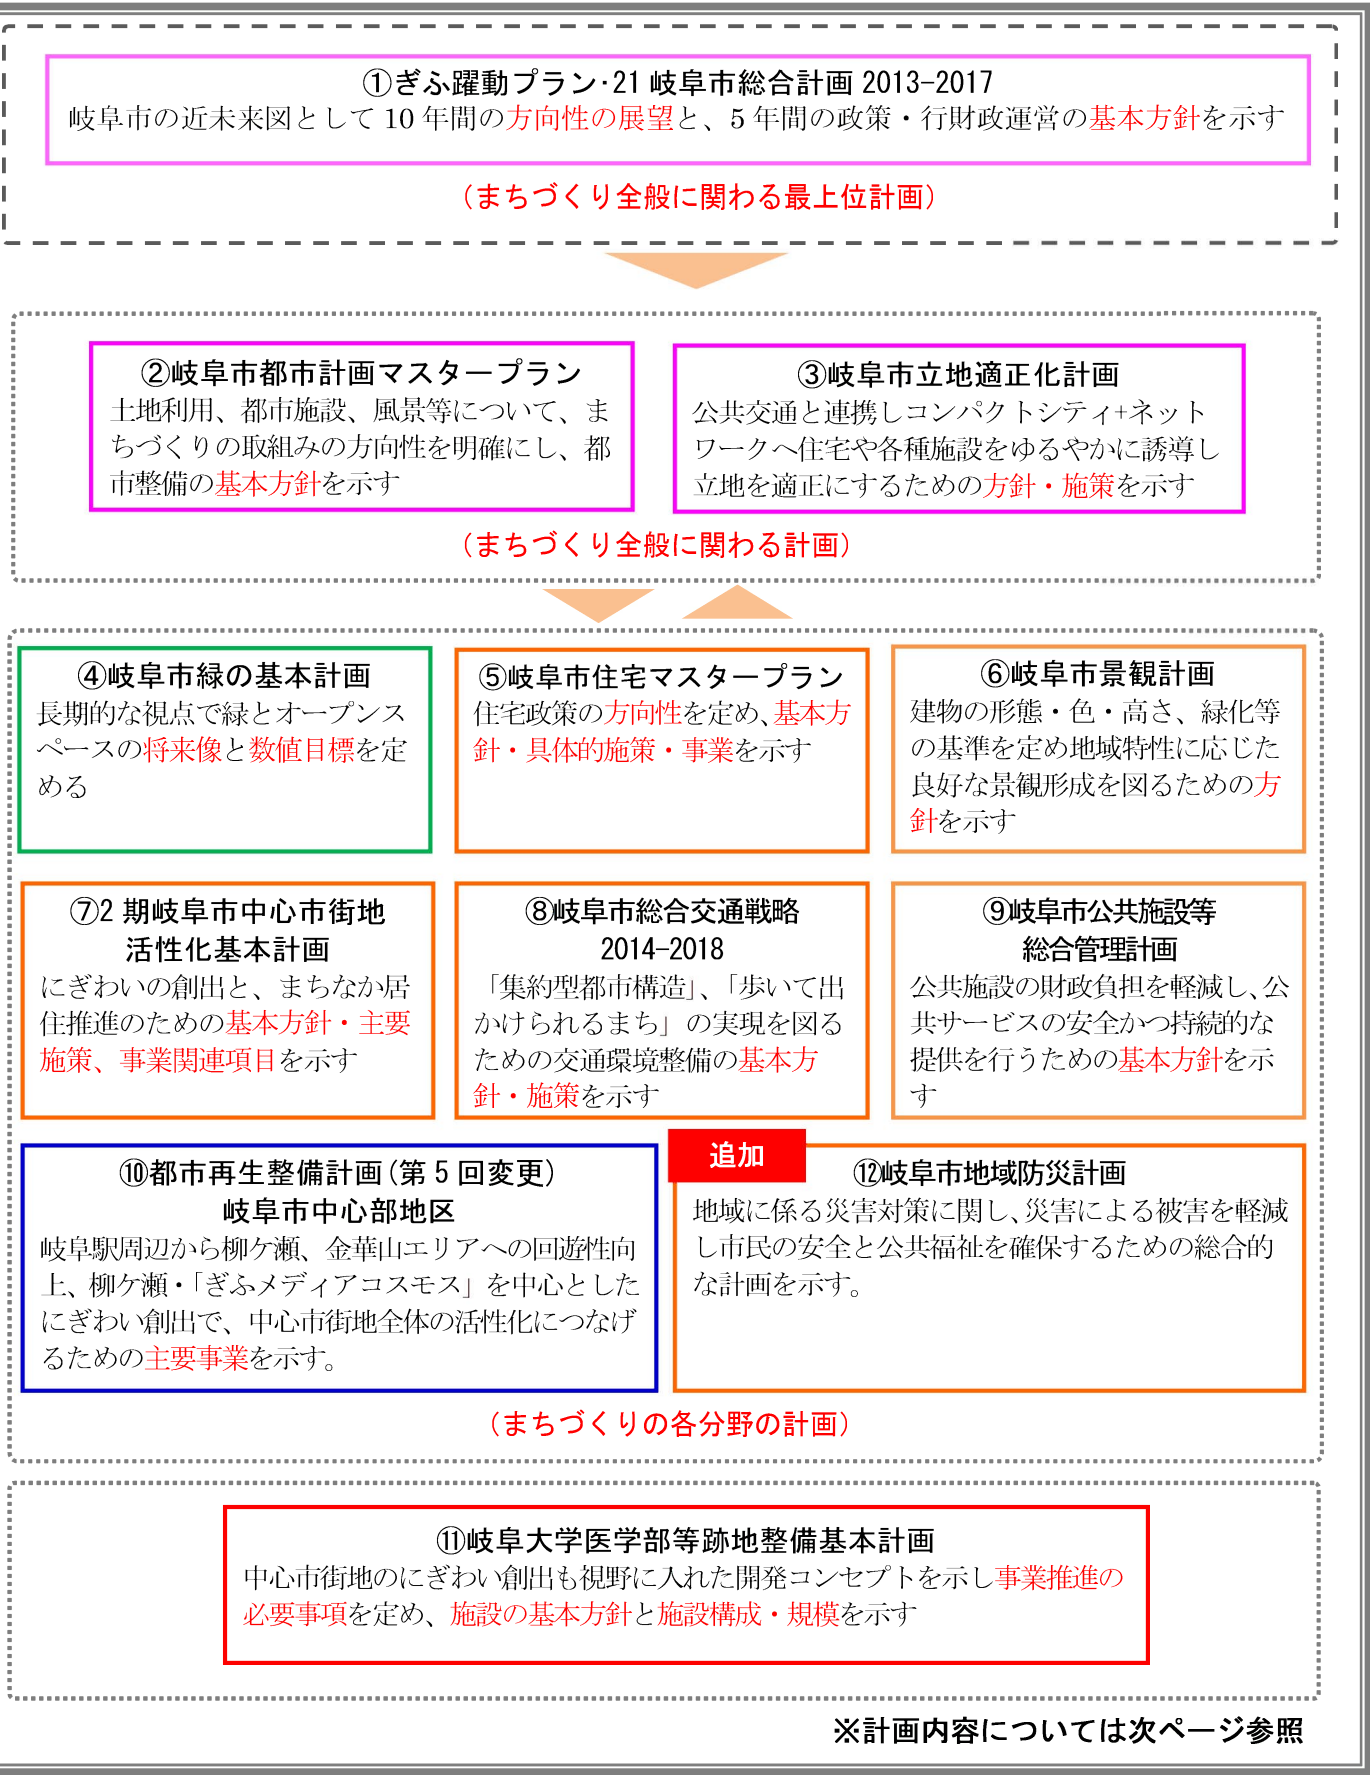 ①ぎふ躍動プラン・21 岐阜市総合計画 2013-2017
岐阜市の近未来図として 10 年間の方向性の展望と、5 年間の政策・行財政運営の基本方針を示す
（まちづくり全般に関わる最上位計画）
②岐阜市都市計画マスタープラン
土地利用、都市施設、風景等について、ま
ちづくりの取組みの方向性を明確にし、都
市整備の基本方針を示す
③岐阜市立地適正化計画
公共交通と連携しコンパクトシティ+ネット
ワークへ住宅や各種施設をゆるやかに誘導し
立地を適正にするための方針・施策を示す
（まちづくり全般に関わる計画）
④岐阜市緑の基本計画
長期的な視点で緑とオープンス
ペースの将来像と数値目標を定
める
⑤岐阜市住宅マスタープラン
住宅政策の方向性を定め、基本方
針・具体的施策・事業を示す
⑥岐阜市景観計画
建物の形態・色・高さ、緑化等
の基準を定め地域特性に応じた
良好な景観形成を図るための方
針を示す
⑦2 期岐阜市中心市街地
活性化基本計画
にぎわいの創出と、まちなか居
住推進のための基本方針・主要
施策、事業関連項目を示す
⑧岐阜市総合交通戦略
2014-2018
「集約型都市構造」、「歩いて出
かけられるまち」の実現を図る
ための交通環境整備の基本方
針・施策を示す
⑨岐阜市公共施設等
総合管理計画
公共施設の財政負担を軽減し、公
共サービスの安全かつ持続的な
提供を行うための基本方針を示
す
⑩都市再生整備計画(第 5 回変更)
岐阜市中心部地区
岐阜駅周辺から柳ケ瀬、金華山エリアへの回遊性向
上、柳ケ瀬・「ぎふメディアコスモス」を中心とした
にぎわい創出で、中心市街地全体の活性化につなげ
るための主要事業を示す。
追加
⑫岐阜市地域防災計画
地域に係る災害対策に関し、災害による被害を軽減
し市民の安全と公共福祉を確保するための総合的
な計画を示す。
（まちづくりの各分野の計画）
⑪岐阜大学医学部等跡地整備基本計画
中心市街地のにぎわい創出も視野に入れた開発コンセプトを示し事業推進の
必要事項を定め、施設の基本方針と施設構成・規模を示す
※計画内容については次ページ参照